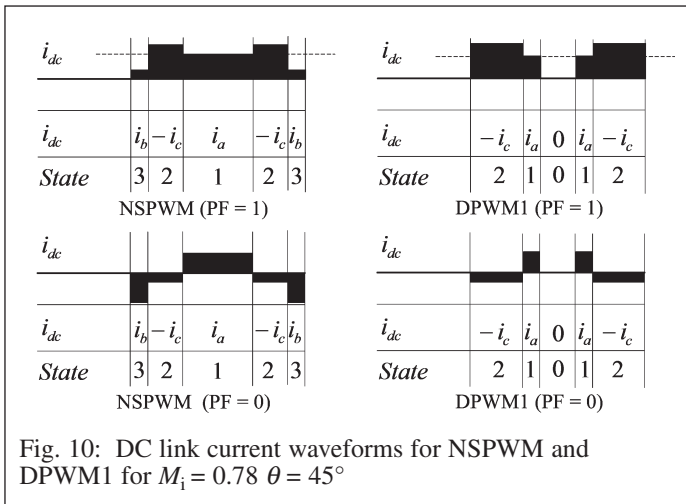 i_dc i_dc
i_dc i_b −i_c i_a −i_c i_b i_dc −i_c i_a 0 i_a −i_c
State 3 2 1 2 3 State 2 1 0 1 2
NSPWM (PF = 1) DPWM1 (PF = 1)
i_dc i_dc
i_dc i_b −i_c i_a −i_c i_b i_dc −i_c i_a 0 i_a −i_c
State 3 2 1 2 3 State 2 1 0 1 2
NSPWM (PF = 0) DPWM1 (PF = 0)
Fig. 10: DC link current waveforms for NSPWM and
DPWM1 for M_i = 0.78 θ = 45°